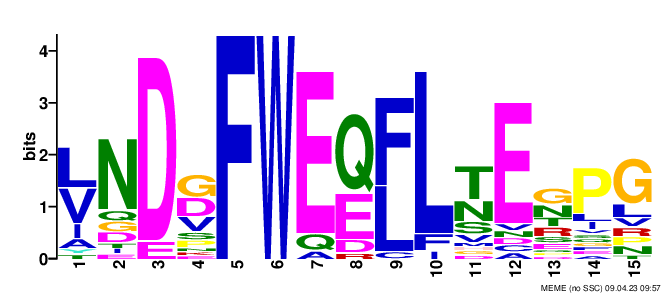 bits
4
3
2
1
0
L V I A
N Q G D
D E
G D V S
F
W
E Q A
Q E D R
F L C
L F I
T N S V
E V N D
G N T R
P L
G L V R P N
1 2 3 4 5 6 7 8 9 10 11 12 13 14 15
MEME (no SSC) 09.04.23 09:57